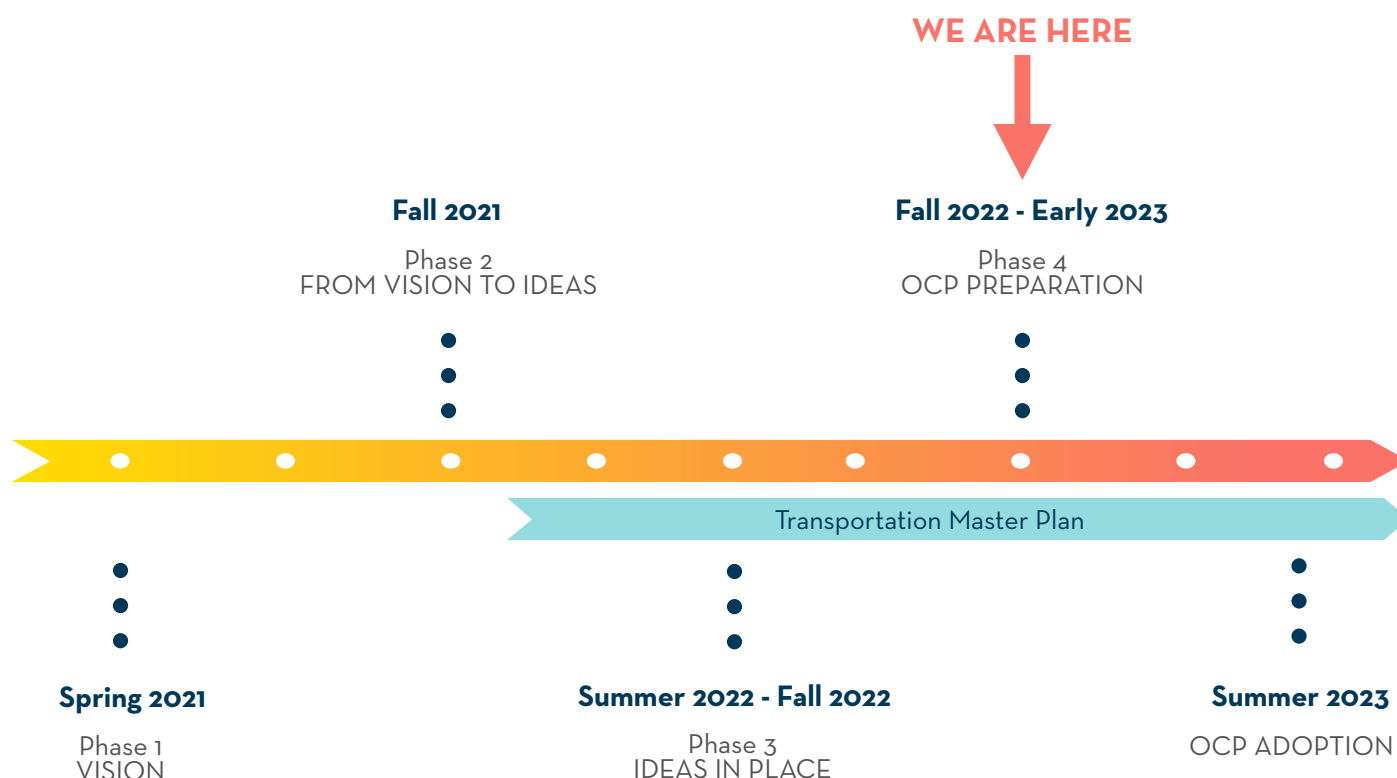 WE ARE HERE
Fall 2021
Phase 2
FROM VISION TO IDEAS
Fall 2022 - Early 2023
Phase 4
OCP PREPARATION
Transportation Master Plan
Spring 2021
Phase 1
VISION
Summer 2022 - Fall 2022
Phase 3
IDEAS IN PLACE
Summer 2023
OCP ADOPTION